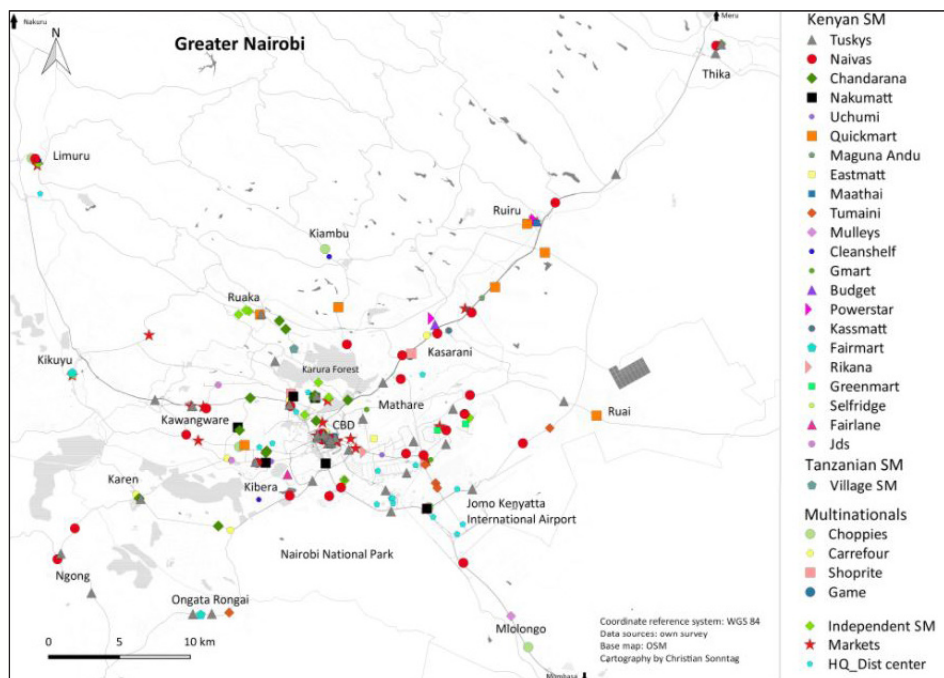 Nakuru
N
Greater Nairobi
Meru
Thika
Limuru
Kiambu
Ruiru
Ruaka
Kikuyu
Karura Forest
Kasarani
Kawangware
Mathare
CBD
Ruai
Karen
Kibera
Jomo Kenyatta
International Airport
Nairobi National Park
Ngong
Ongata Rongai
Mlolongo
0 5 10 km
Coordinate reference system: WGS 84
Data sources: own survey
Base map: OSM
Cartography by Christian Sonntag
Mombasa
Kenyan SM
Tuskys
Naivas
Chandarana
Nakumatt
Uchumi
Quickmart
Maguna Andu
Eastmatt
Maathai
Tumaini
Mulleys
Cleanshelf
Gmart
Budget
Powerstar
Kassmatt
Fairmart
Rikana
Greenmart
Selfridge
Fairlane
Jds
Tanzanian SM
Village SM
Multinationals
Choppies
Carrefour
Shoprite
Game
Independent SM
Markets
HQ_Dist center